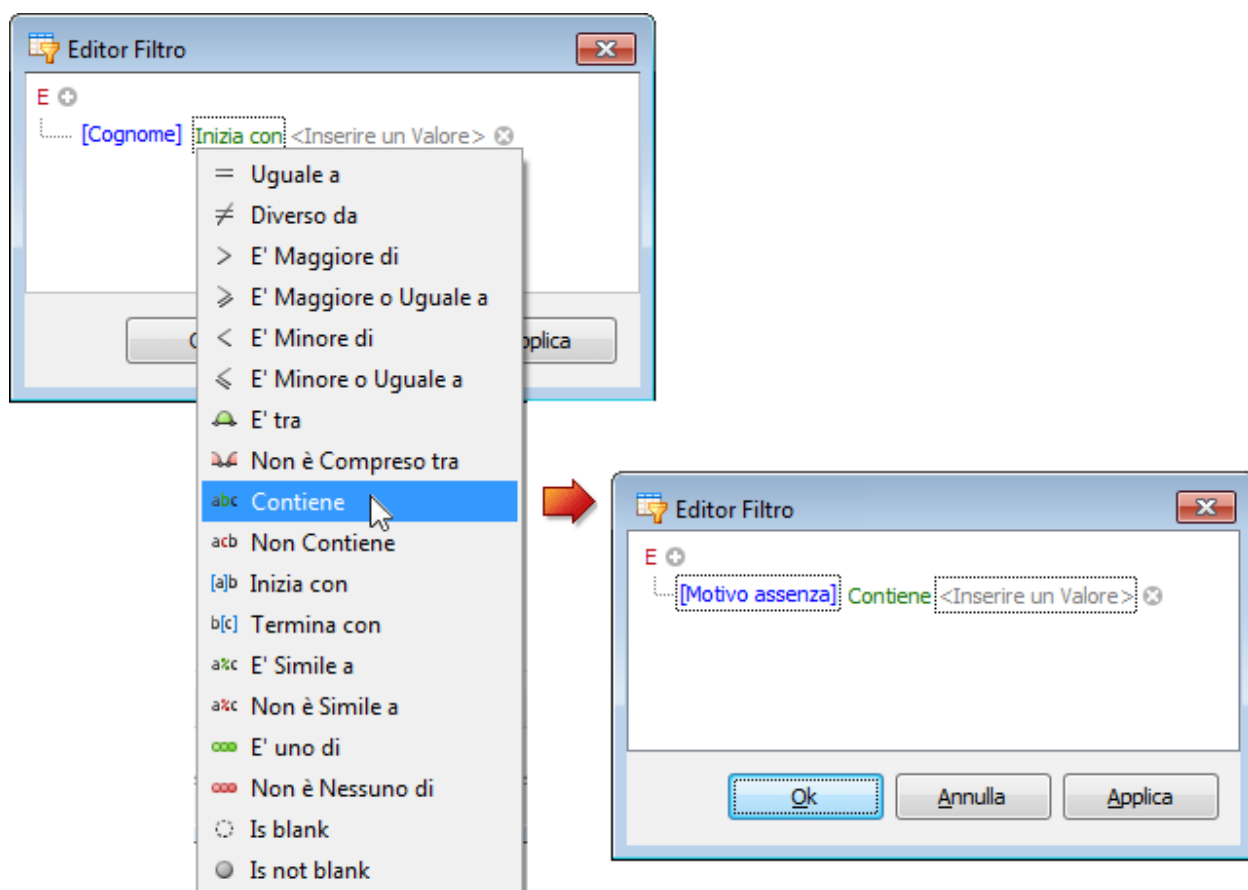 Editor Filtro
E
[Cognome] Inizia con <Inserire un Valore>
= Uguale a
≠ Diverso da
> E' Maggiore di
⩾ E' Maggiore o Uguale a
< E' Minore di
⩽ E' Minore o Uguale a
E' tra
Non è Compreso tra
abc Contiene
acb Non Contiene
[a]b Inizia con
b[c] Termina con
a%c E' Simile a
a%c Non è Simile a
E' uno di
Non è Nessuno di
Is blank
Is not blank
Editor Filtro
E
[Motivo assenza] Contiene <Inserire un Valore>
Ok Annulla Applica